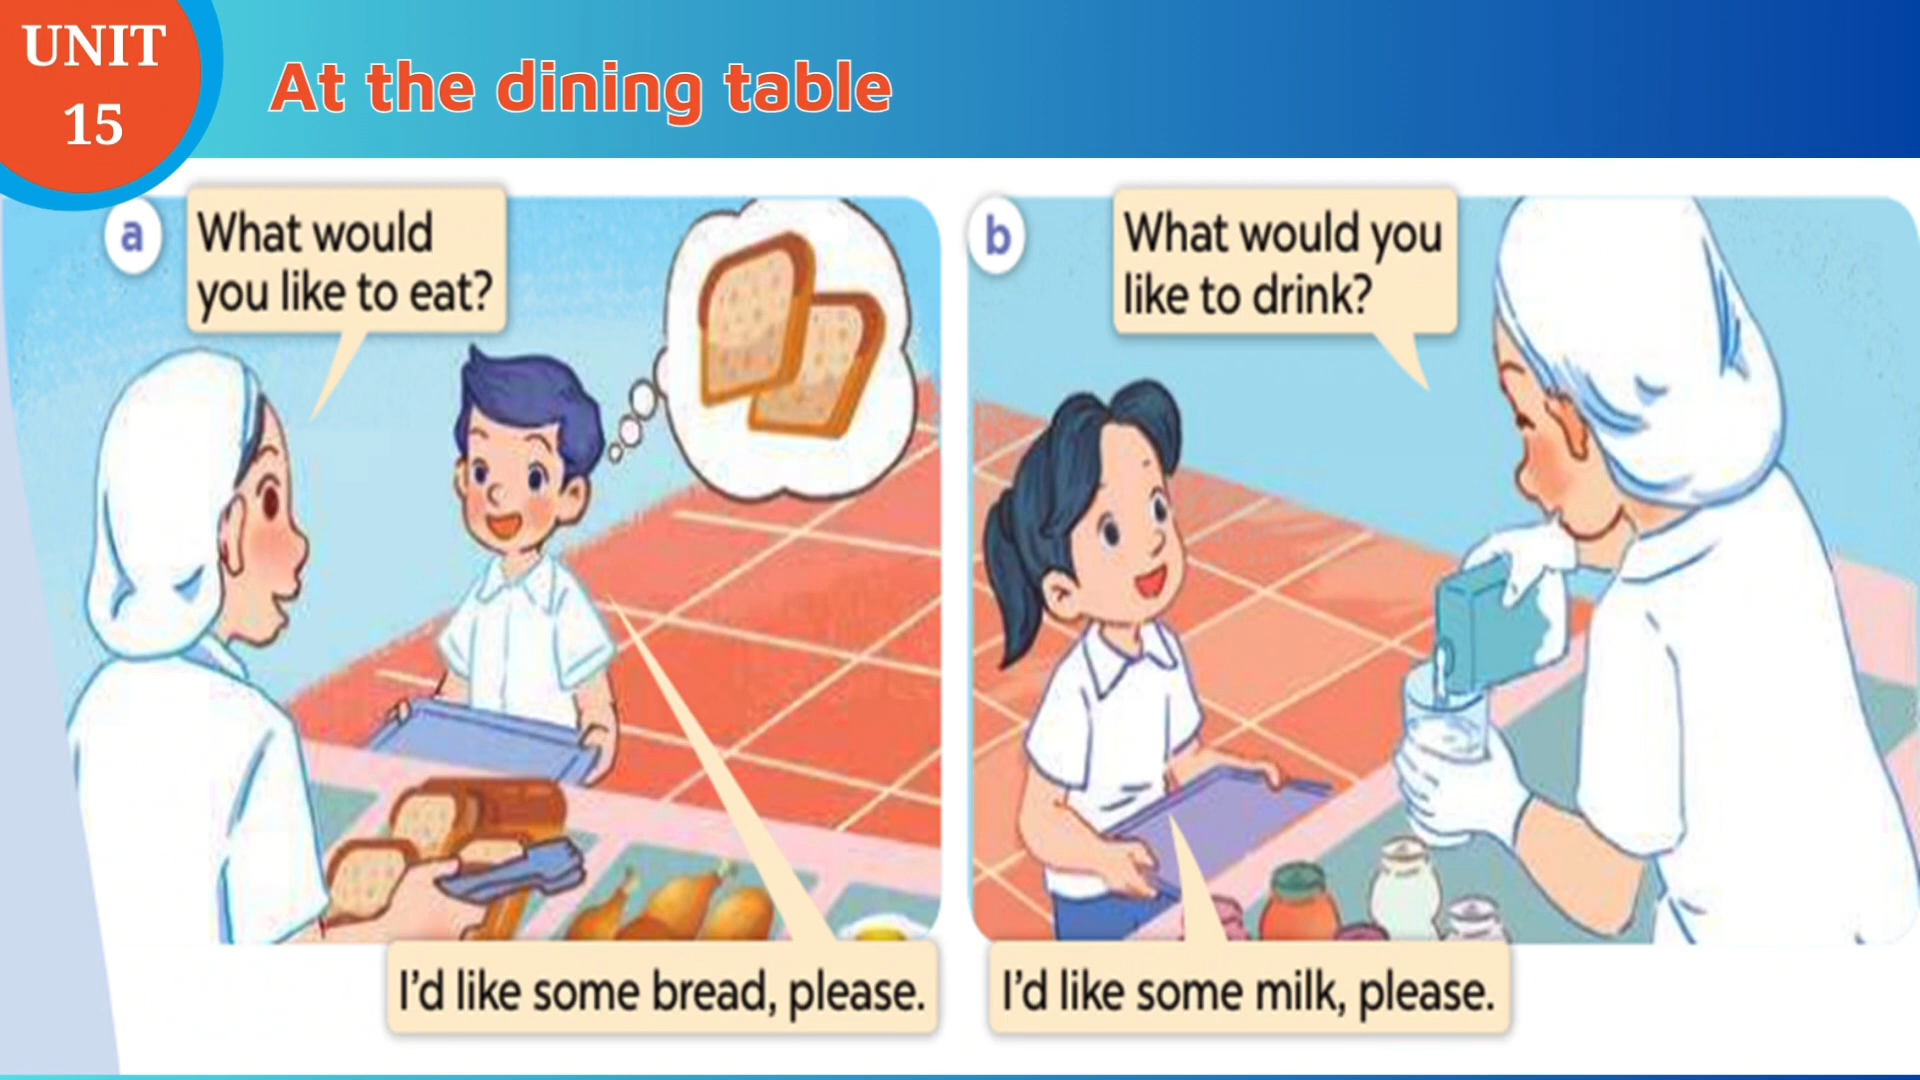 UNIT
15
At the dining table
a
What would
you like to eat?
I'd like some bread, please.
b
What would you
like to drink?
I'd like some milk, please.